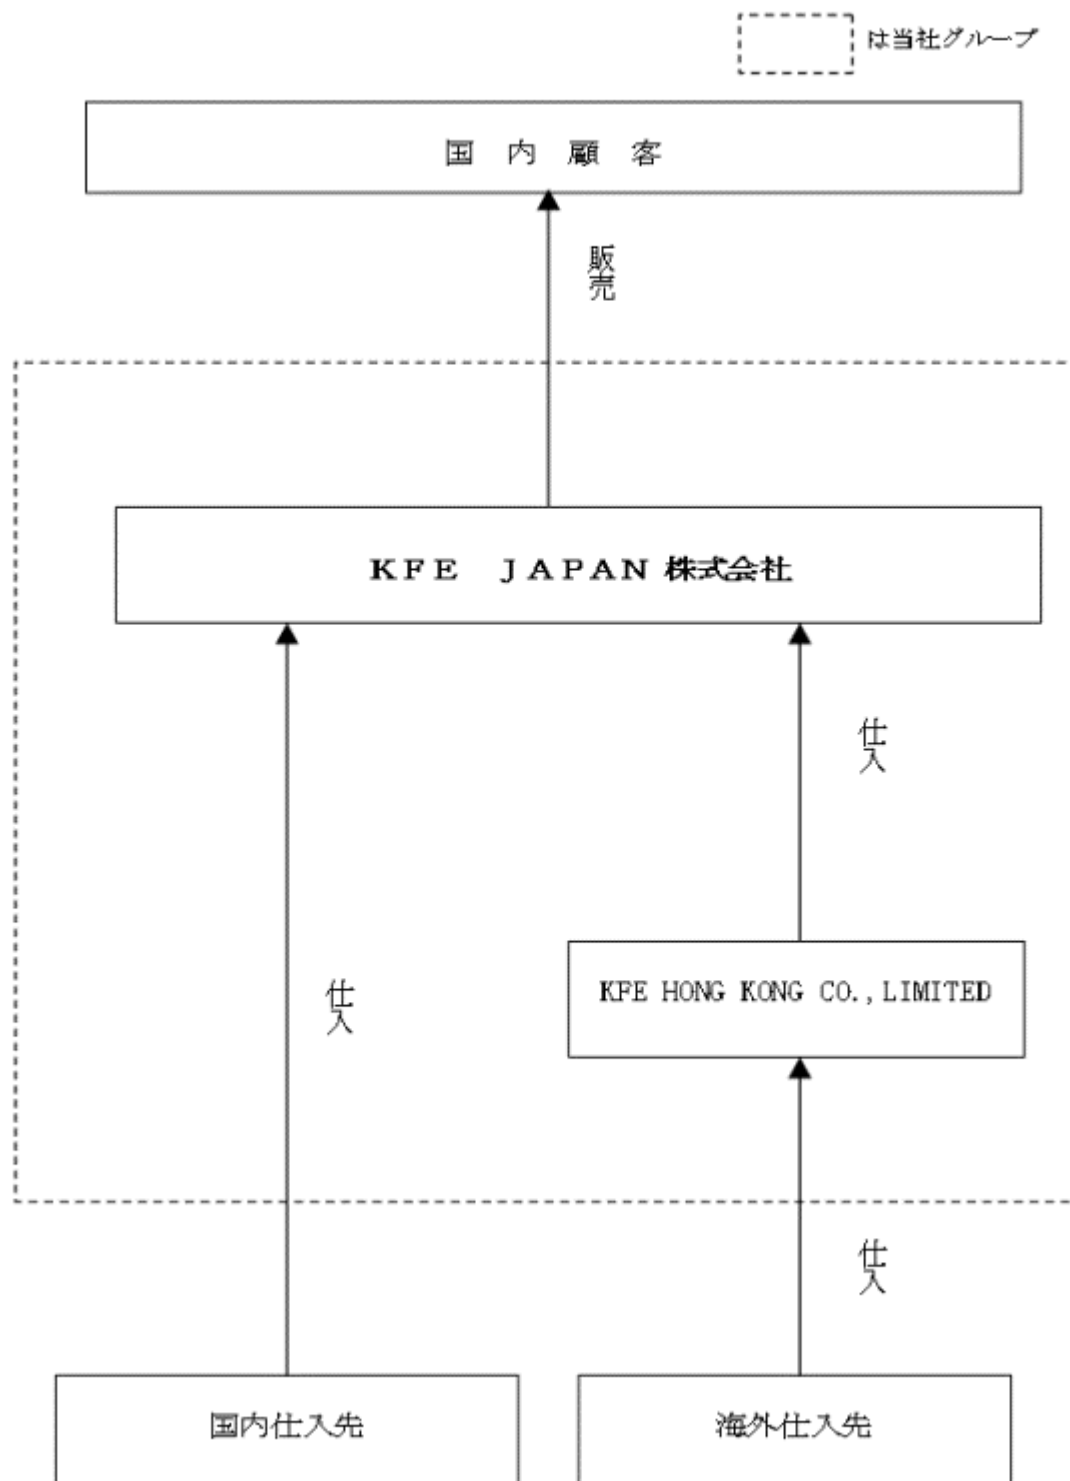 は当社グループ
国内顧客
販売
KFE JAPAN 株式会社
仕入
KFE HONG KONG CO.,LIMITED
仕入
仕入
国内仕入先
海外仕入先